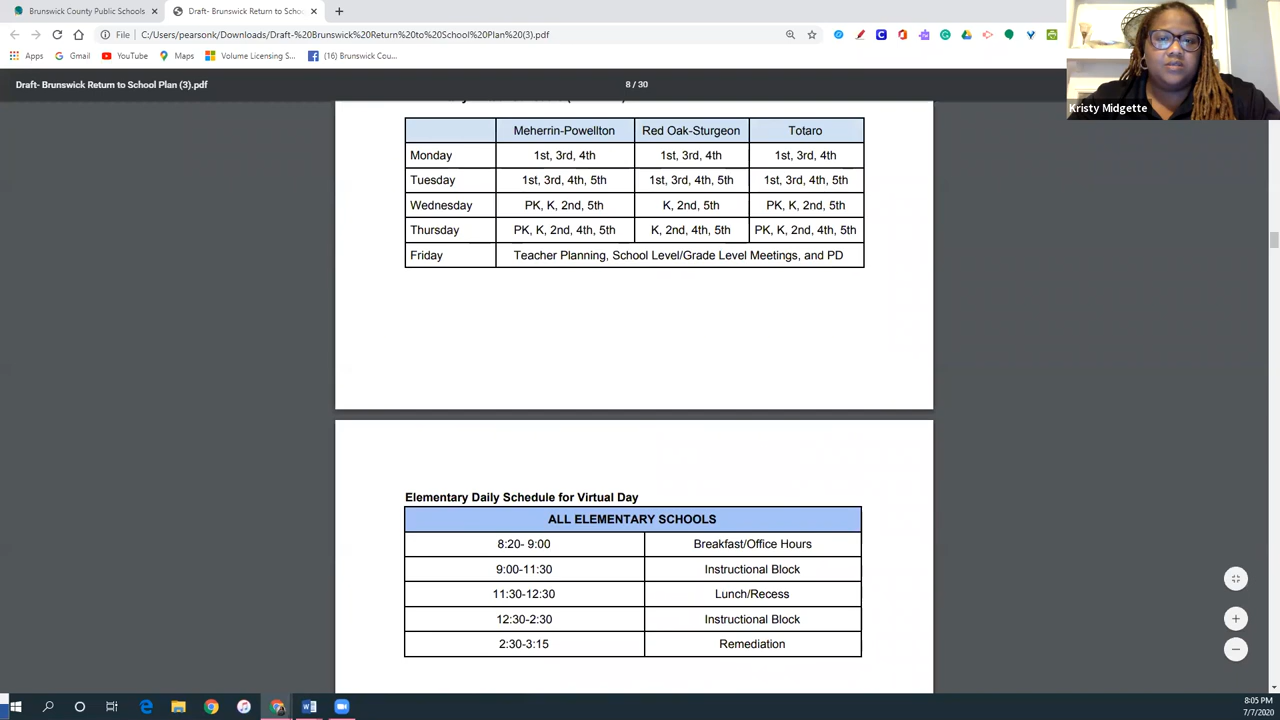 Brunswick County Public Schools
Draft- Brunswick Return to Scho
File
C:/Users/pearsonk/Downloads/Draft-%20Brunswick%20Return%20to%20School%20Plan%20(3).pdf
Apps Gmail YouTube Maps Volume Licensing S... (16) Brunswick Cou...
Draft- Brunswick Return to School Plan (3).pdf
8 / 30
Kristy Midgette
Meherrin-Powellton Red Oak-Sturgeon Totaro
Monday 1st, 3rd, 4th 1st, 3rd, 4th 1st, 3rd, 4th
Tuesday 1st, 3rd, 4th, 5th 1st, 3rd, 4th, 5th 1st, 3rd, 4th, 5th
Wednesday PK, K, 2nd, 5th K, 2nd, 5th PK, K, 2nd, 5th
Thursday PK, K, 2nd, 4th, 5th K, 2nd, 4th, 5th PK, K, 2nd, 4th, 5th
Friday Teacher Planning, School Level/Grade Level Meetings, and PD
Elementary Daily Schedule for Virtual Day
ALL ELEMENTARY SCHOOLS
8:20- 9:00 Breakfast/Office Hours
9:00-11:30 Instructional Block
11:30-12:30 Lunch/Recess
12:30-2:30 Instructional Block
2:30-3:15 Remediation
8:05 PM
7/7/2020